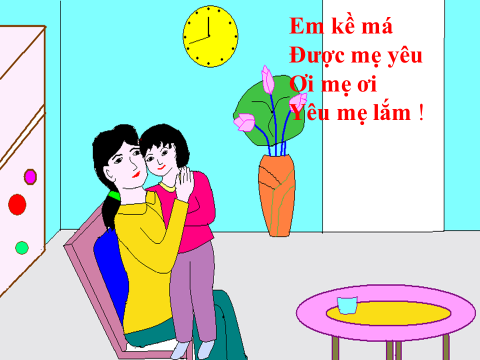 Em kề má
Được mẹ yêu
Ơi mẹ ơi
Yêu mẹ lắm !